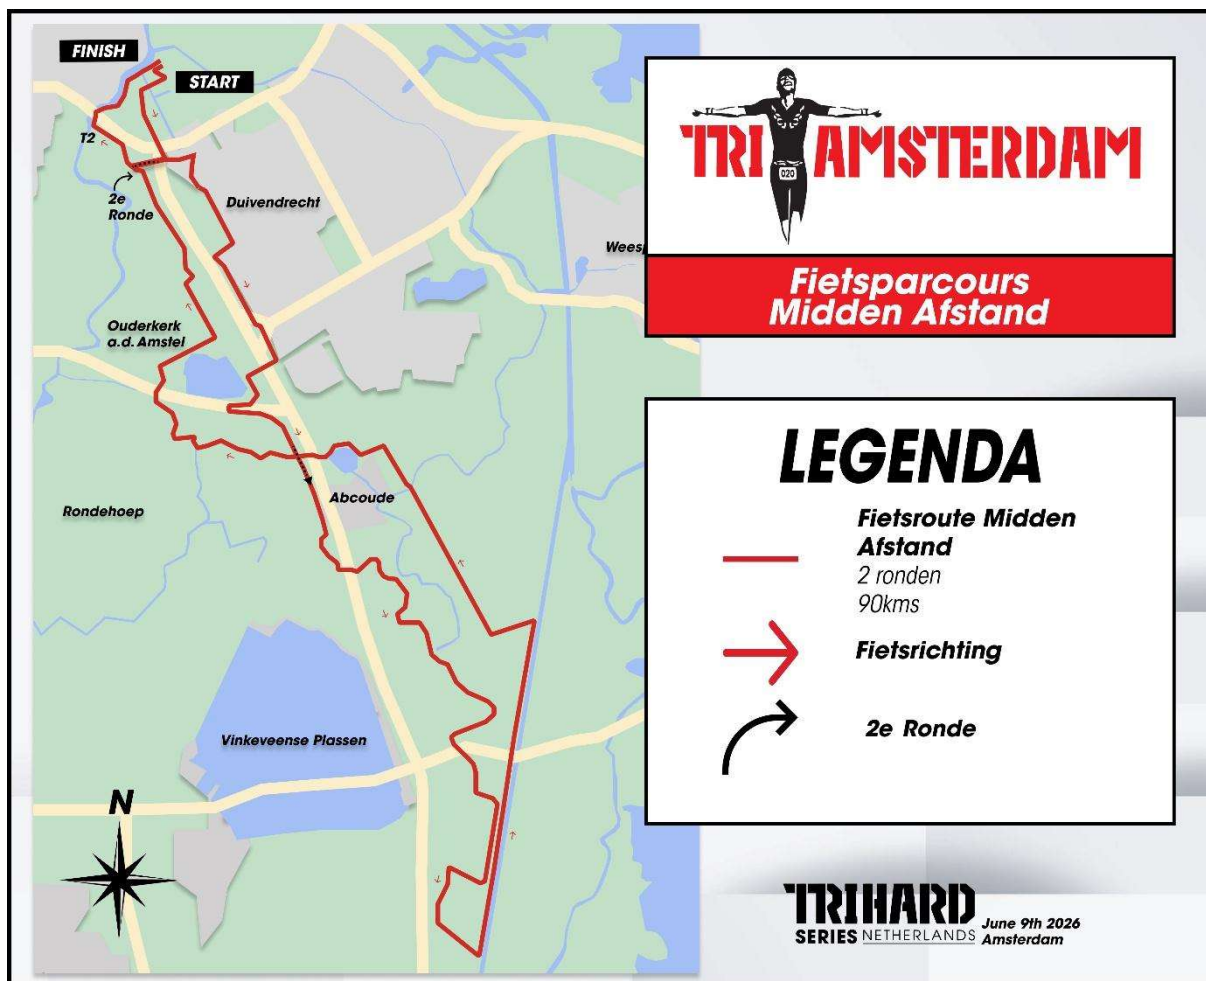 FINISH
START
T2
2e
Ronde
Duivendrecht
Weesp
Ouderkerk
a.d. Amstel
Rondehoep
Abcoude
Vinkeveense Plassen
N
TRI AMSTERDAM
020
Fietsparcours
Midden Afstand
LEGENDA
Fietsroute Midden
Afstand
2 ronden
90kms
Fietsrichting
2e Ronde
TRIHARD
SERIES NETHERLANDS
June 9th 2026
Amsterdam